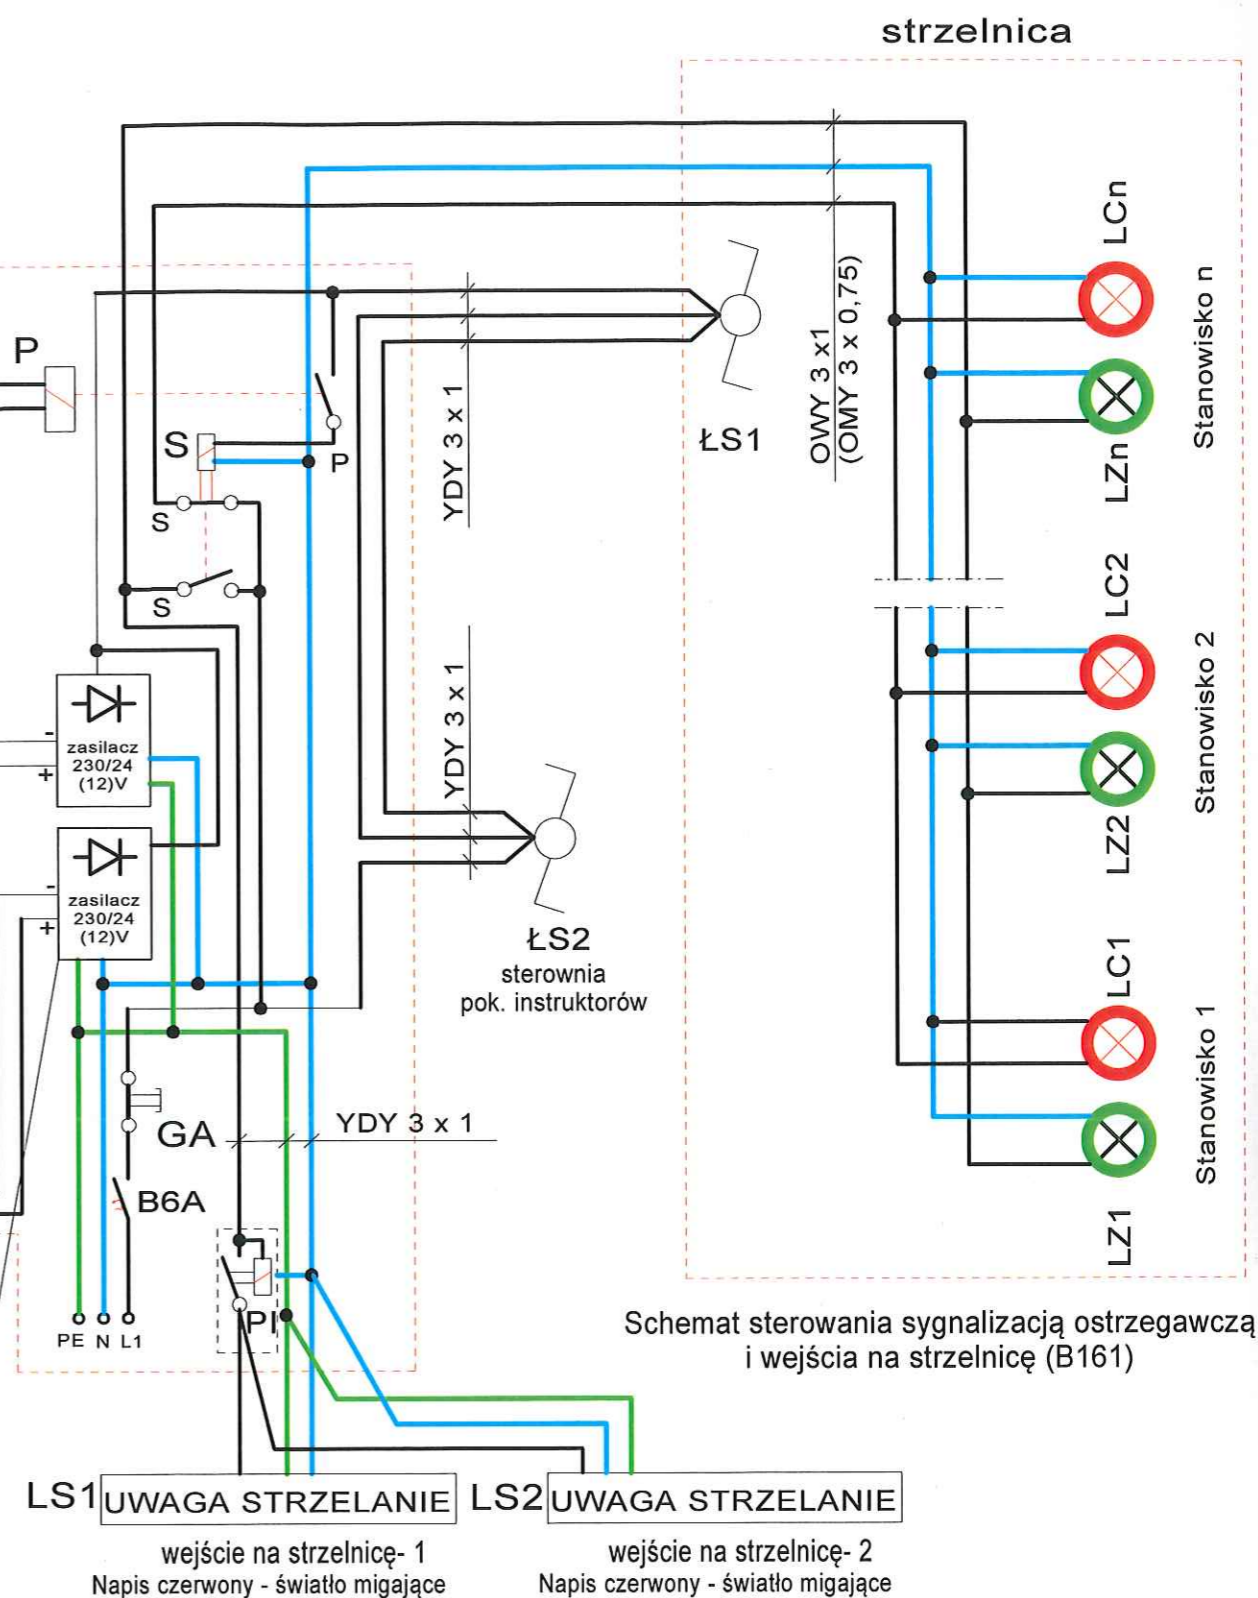 strzelnica
P
S
P
S
S
YDY 3 x 1
ŁS1
OWY 3 x1
(OMY 3 x 0,75)
LCn
LZn
Stanowisko n
LC2
LZ2
Stanowisko 2
LC1
LZ1
Stanowisko 1
-
+
zasilacz
230/24
(12)V
-
+
zasilacz
230/24
(12)V
YDY 3 x 1
ŁS2
sterownia
pok. instruktorów
GA
YDY 3 x 1
B6A
PI
PE N L1
Schemat sterowania sygnalizacją ostrzegawczą
i wejścia na strzelnicę (B161)
LS1 UWAGA STRZELANIE
wejście na strzelnicę- 1
Napis czerwony - światło migające
LS2 UWAGA STRZELANIE
wejście na strzelnicę- 2
Napis czerwony - światło migające